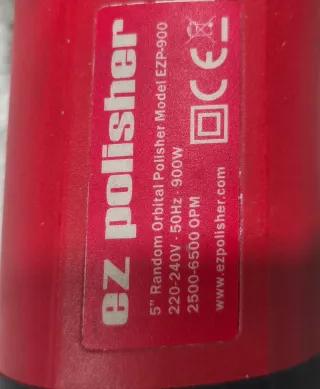 ez polisher
5" Random Orbital Polisher Model EZP-900
220-240V · 50Hz · 900W
2500-6500 OPM
www.ezpolisher.com
CE